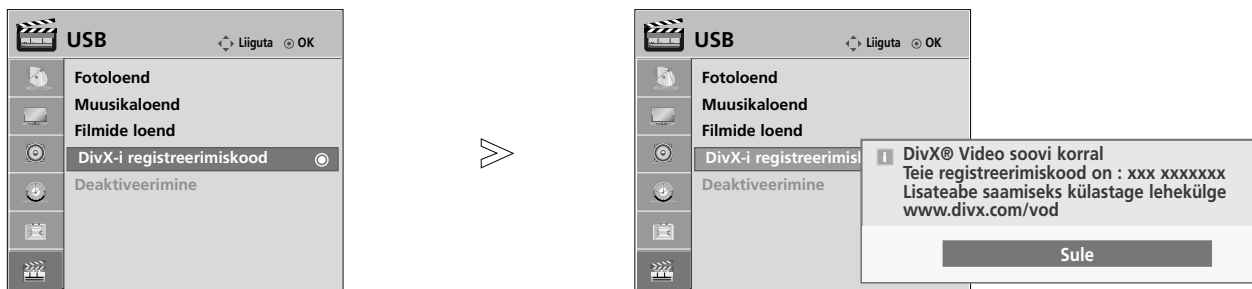 USB
Liiguta OK
Fotoloend
Muusikaloend
Filmide loend
DivX-i registreerimiskood
Deaktiveerimine
USB
Liiguta OK
Fotoloend
Muusikaloend
Filmide loend
DivX-i registreerimisk
Deaktiveerimine
DivX® Video soovi korral
Teie registreerimiskood on : xxx xxxxxxx
Lisateabe saamiseks külastage lehekülge
www.divx.com/vod
Sule